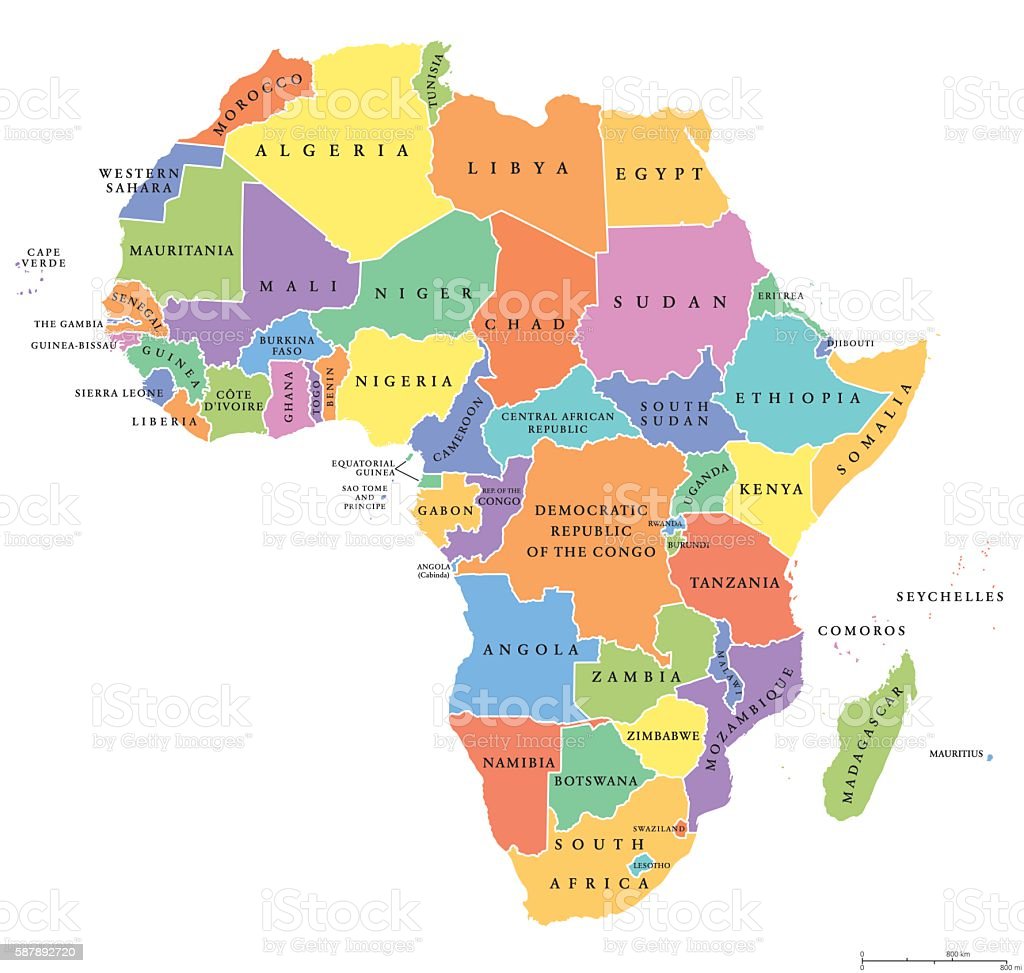 MOROCCO
TUNISIA
ALGERIA
LIBYA
EGYPT
WESTERN
SAHARA
MAURITANIA
CAPE
VERDE
MALI
NIGER
CHAD
SUDAN
ERITREA
SENEGAL
THE GAMBIA
GUINEA-BISSAU
GUINEA
BURKINA
FASO
DJIBOUTI
SIERRA LEONE
LIBERIA
CÔTE
D'IVOIRE
GHANA
TOGO
BENIN
NIGERIA
CAMEROON
CENTRAL AFRICAN
REPUBLIC
SOUTH
SUDAN
ETHIOPIA
SOMALIA
EQUATORIAL
GUINEA
SAO TOME
AND
PRINCIPE
GABON
REP. OF THE
CONGO
DEMOCRATIC
REPUBLIC
OF THE CONGO
UGANDA
KENYA
RWANDA
BURUNDI
ANGOLA
(Cabinda)
TANZANIA
SEYCHELLES
COMOROS
ANGOLA
ZAMBIA
MALAWI
MOZAMBIQUE
MADAGASCAR
MAURITIUS
NAMIBIA
ZIMBABWE
BOTSWANA
SWAZILAND
LESOTHO
SOUTH
AFRICA
0 800 km
0 800 mi
iStock
by Getty Images™
587892720